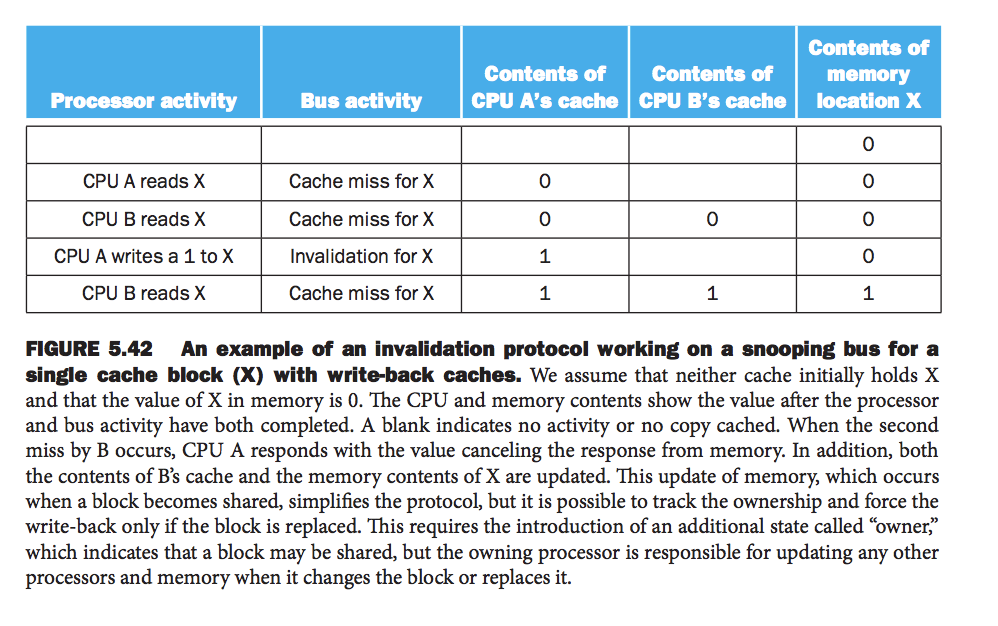 Processor activity Bus activity Contents of CPU A's cache Contents of CPU B's cache Contents of memory location X
0
CPU A reads X Cache miss for X 0 0
CPU B reads X Cache miss for X 0 0 0
CPU A writes a 1 to X Invalidation for X 1 0
CPU B reads X Cache miss for X 1 1 1
FIGURE 5.42 An example of an invalidation protocol working on a snooping bus for a
single cache block (X) with write-back caches. We assume that neither cache initially holds X
and that the value of X in memory is 0. The CPU and memory contents show the value after the processor
and bus activity have both completed. A blank indicates no activity or no copy cached. When the second
miss by B occurs, CPU A responds with the value canceling the response from memory. In addition, both
the contents of B's cache and the memory contents of X are updated. This update of memory, which occurs
when a block becomes shared, simplifies the protocol, but it is possible to track the ownership and force the
write-back only if the block is replaced. This requires the introduction of an additional state called “owner,”
which indicates that a block may be shared, but the owning processor is responsible for updating any other
processors and memory when it changes the block or replaces it.